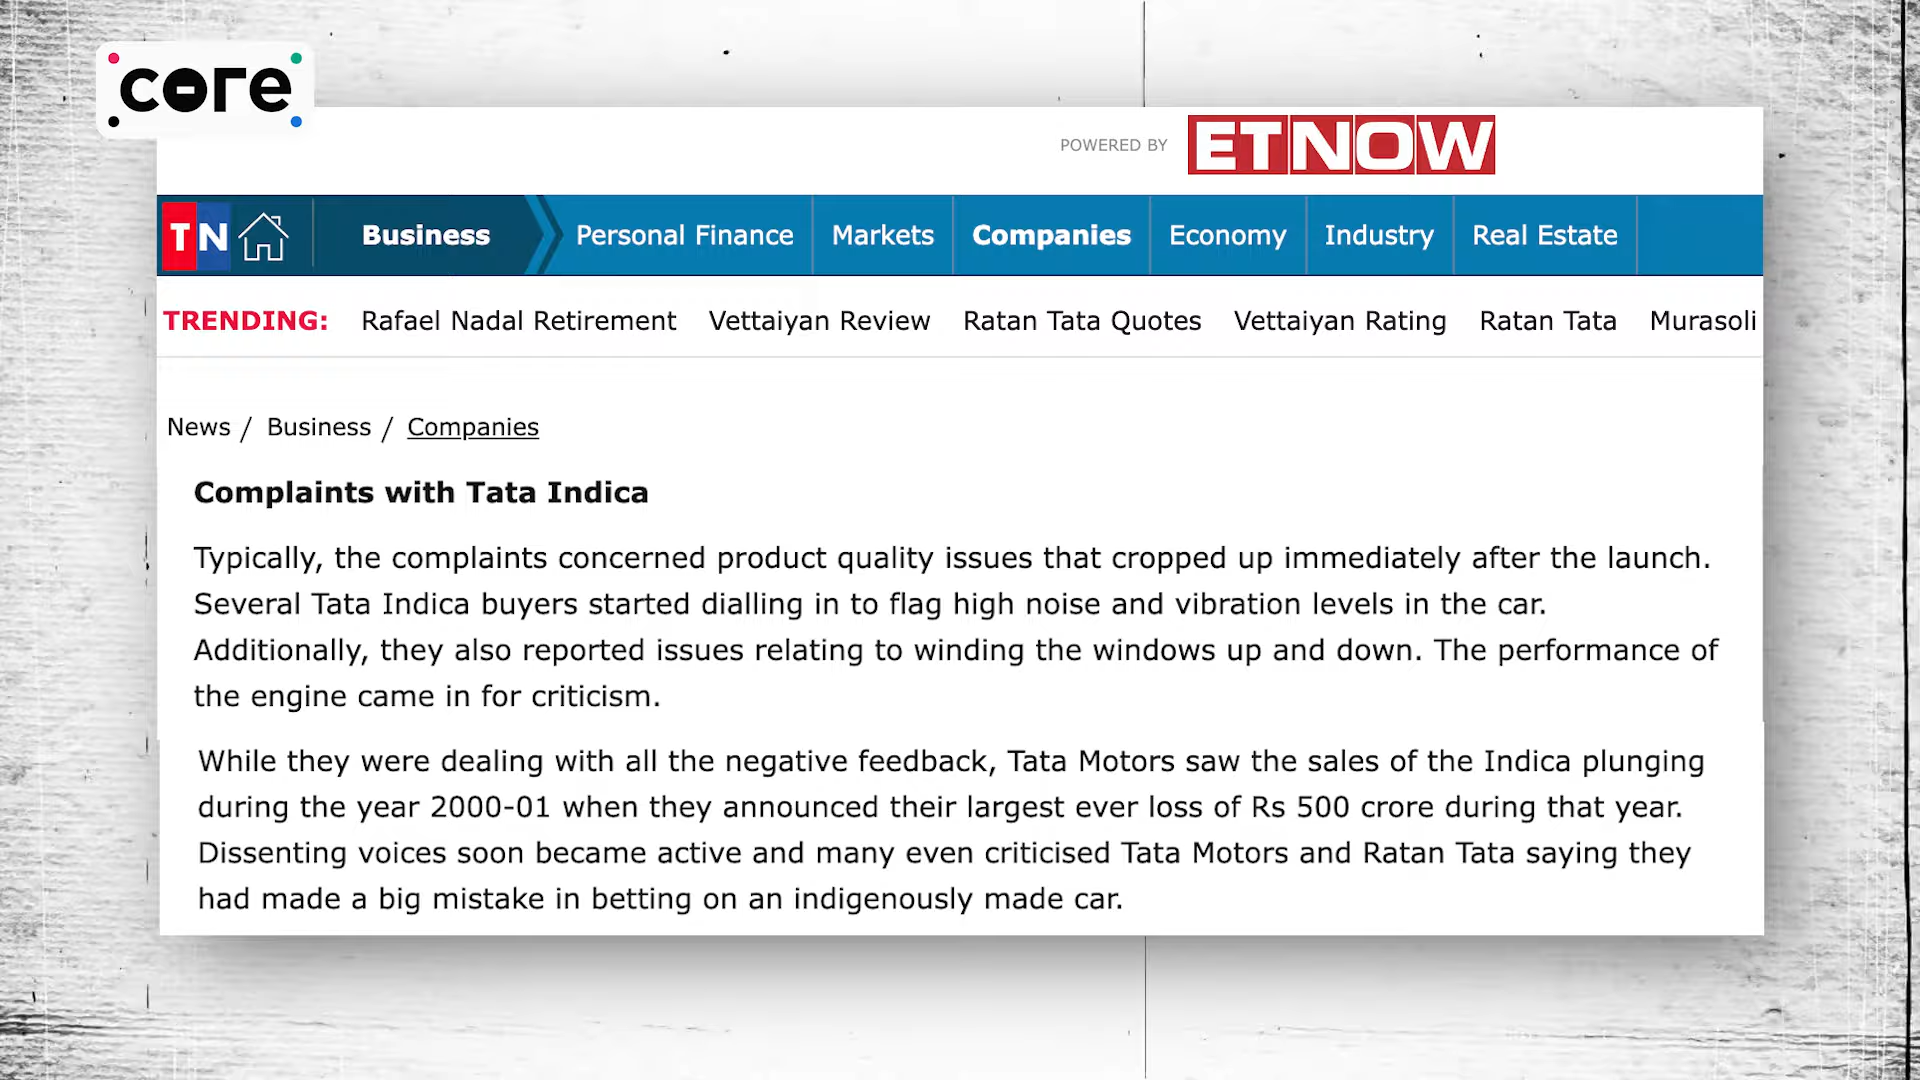 core
POWERED BY ETNOW
TN Business Personal Finance Markets Companies Economy Industry Real Estate
TRENDING: Rafael Nadal Retirement Vettaiyan Review Ratan Tata Quotes Vettaiyan Rating Ratan Tata Murasoli
News / Business / Companies
Complaints with Tata Indica
Typically, the complaints concerned product quality issues that cropped up immediately after the launch.
Several Tata Indica buyers started dialling in to flag high noise and vibration levels in the car.
Additionally, they also reported issues relating to winding the windows up and down. The performance of
the engine came in for criticism.
While they were dealing with all the negative feedback, Tata Motors saw the sales of the Indica plunging
during the year 2000-01 when they announced their largest ever loss of Rs 500 crore during that year.
Dissenting voices soon became active and many even criticised Tata Motors and Ratan Tata saying they
had made a big mistake in betting on an indigenously made car.